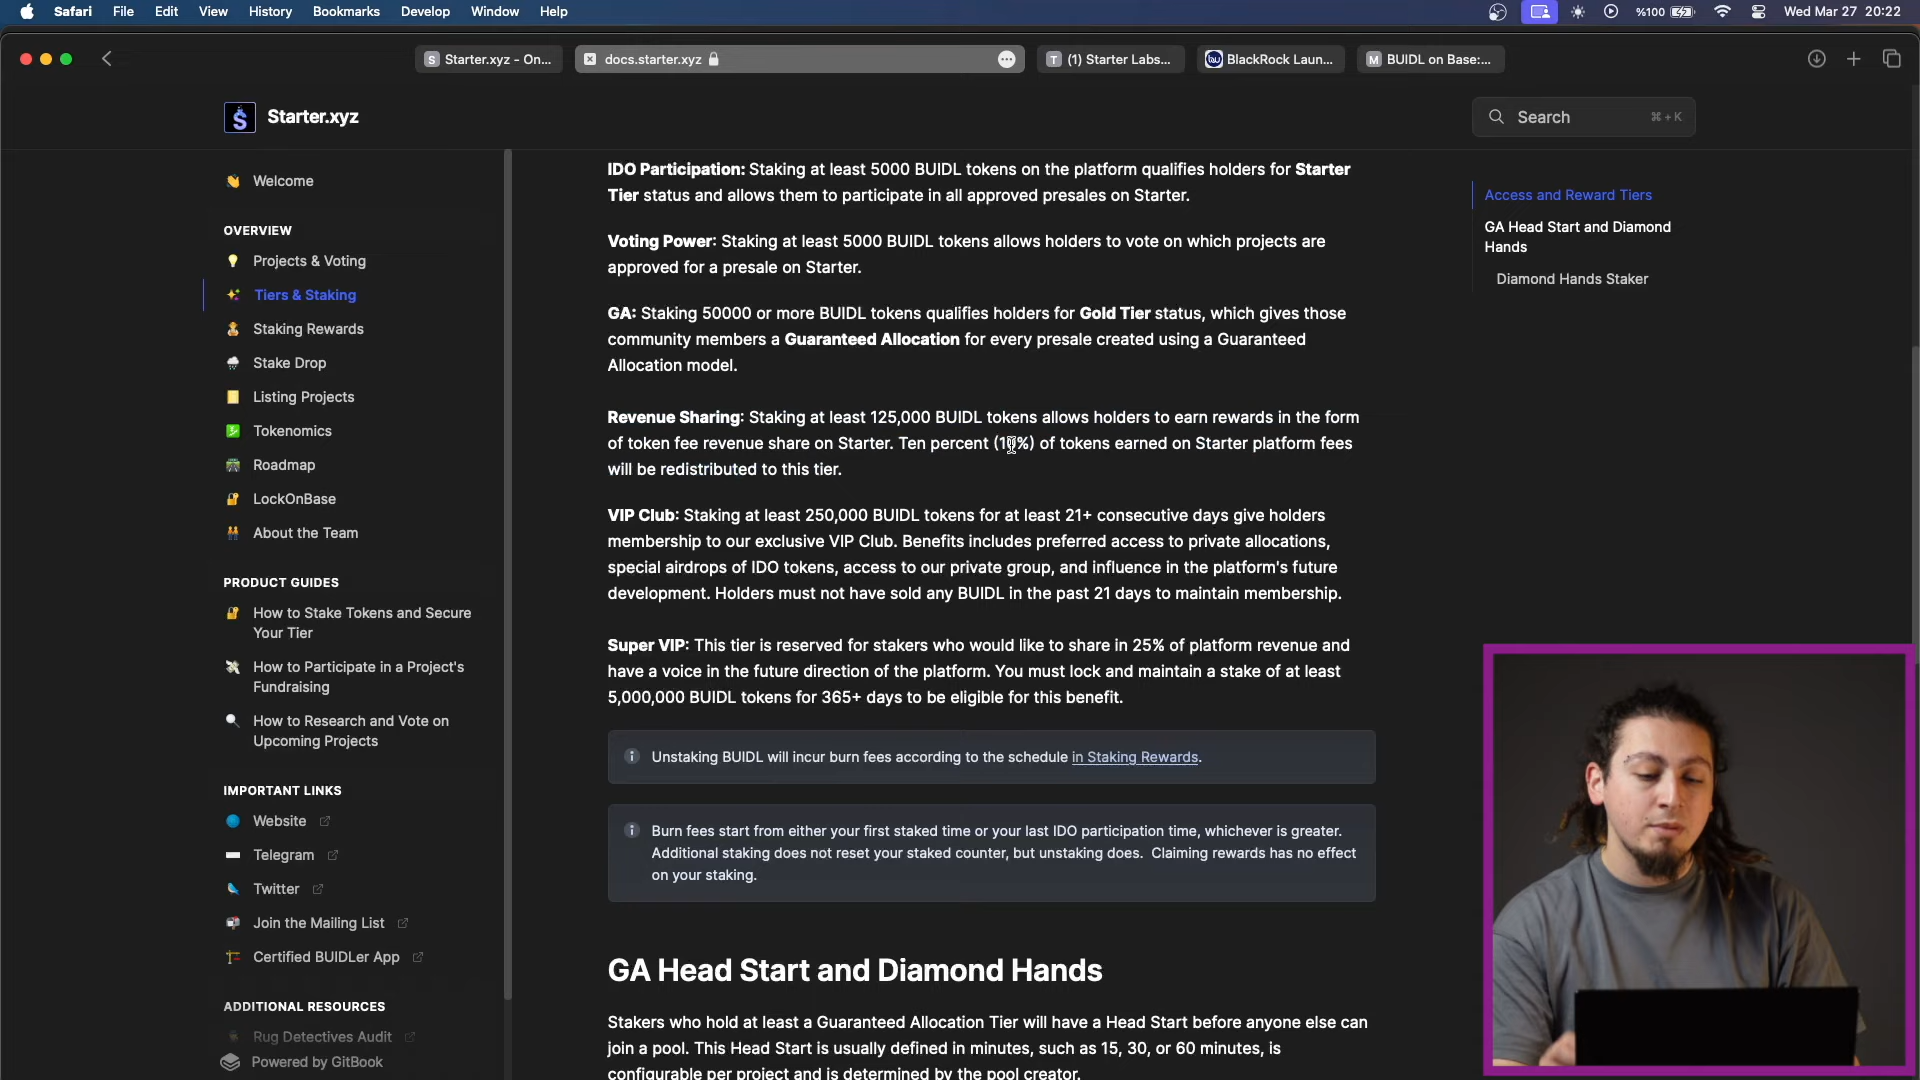 Safari File Edit View History Bookmarks Develop Window Help
%100
Wed Mar 27 20:22
S Starter.xyz - On...
docs.starter.xyz
T (1) Starter Labs...
BlackRock Laun...
M BUIDL on Base:...
Starter.xyz
Search
⌘ + K
Welcome
OVERVIEW
Projects & Voting
Tiers & Staking
Staking Rewards
Stake Drop
Listing Projects
Tokenomics
Roadmap
LockOnBase
About the Team
PRODUCT GUIDES
How to Stake Tokens and Secure
Your Tier
How to Participate in a Project's
Fundraising
How to Research and Vote on
Upcoming Projects
IMPORTANT LINKS
Website
Telegram
Twitter
Join the Mailing List
Certified BUIDLer App
ADDITIONAL RESOURCES
Rug Detectives Audit
Powered by GitBook
IDO Participation: Staking at least 5000 BUIDL tokens on the platform qualifies holders for Starter
Tier status and allows them to participate in all approved presales on Starter.
Voting Power: Staking at least 5000 BUIDL tokens allows holders to vote on which projects are
approved for a presale on Starter.
GA: Staking 50000 or more BUIDL tokens qualifies holders for Gold Tier status, which gives those
community members a Guaranteed Allocation for every presale created using a Guaranteed
Allocation model.
Revenue Sharing: Staking at least 125,000 BUIDL tokens allows holders to earn rewards in the form
of token fee revenue share on Starter. Ten percent (10%) of tokens earned on Starter platform fees
will be redistributed to this tier.
VIP Club: Staking at least 250,000 BUIDL tokens for at least 21+ consecutive days give holders
membership to our exclusive VIP Club. Benefits includes preferred access to private allocations,
special airdrops of IDO tokens, access to our private group, and influence in the platform's future
development. Holders must not have sold any BUIDL in the past 21 days to maintain membership.
Super VIP: This tier is reserved for stakers who would like to share in 25% of platform revenue and
have a voice in the future direction of the platform. You must lock and maintain a stake of at least
5,000,000 BUIDL tokens for 365+ days to be eligible for this benefit.
Unstaking BUIDL will incur burn fees according to the schedule in Staking Rewards.
Burn fees start from either your first staked time or your last IDO participation time, whichever is greater.
Additional staking does not reset your staked counter, but unstaking does. Claiming rewards has no effect
on your staking.
GA Head Start and Diamond Hands
Stakers who hold at least a Guaranteed Allocation Tier will have a Head Start before anyone else can
join a pool. This Head Start is usually defined in minutes, such as 15, 30, or 60 minutes, is
configurable per project and is determined by the pool creator.
Access and Reward Tiers
GA Head Start and Diamond
Hands
Diamond Hands Staker